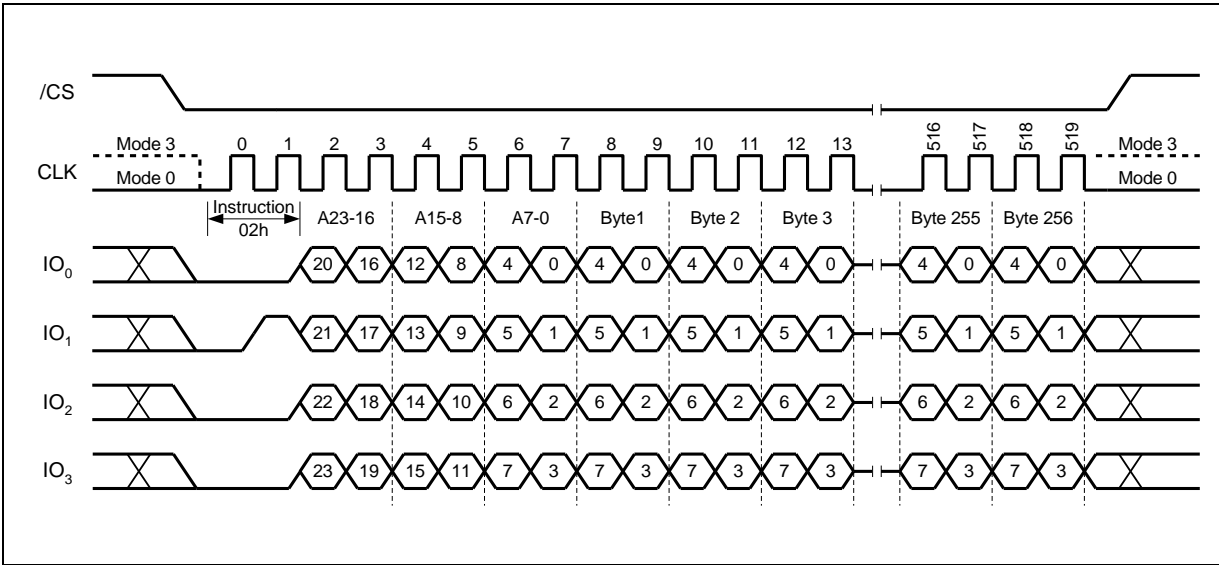 /CS
Mode 3 0 1 2 3 4 5 6 7 8 9 10 11 12 13 516 517 518 519 Mode 3
CLK
Mode 0 Mode 0
Instruction
02h
A23-16 A15-8 A7-0 Byte1 Byte 2 Byte 3 Byte 255 Byte 256
IO0 20 16 12 8 4 0 4 0 4 0 4 0 4 0 4 0
IO1 21 17 13 9 5 1 5 1 5 1 5 1 5 1 5 1
IO2 22 18 14 10 6 2 6 2 6 2 6 2 6 2 6 2
IO3 23 19 15 11 7 3 7 3 7 3 7 3 7 3 7 3